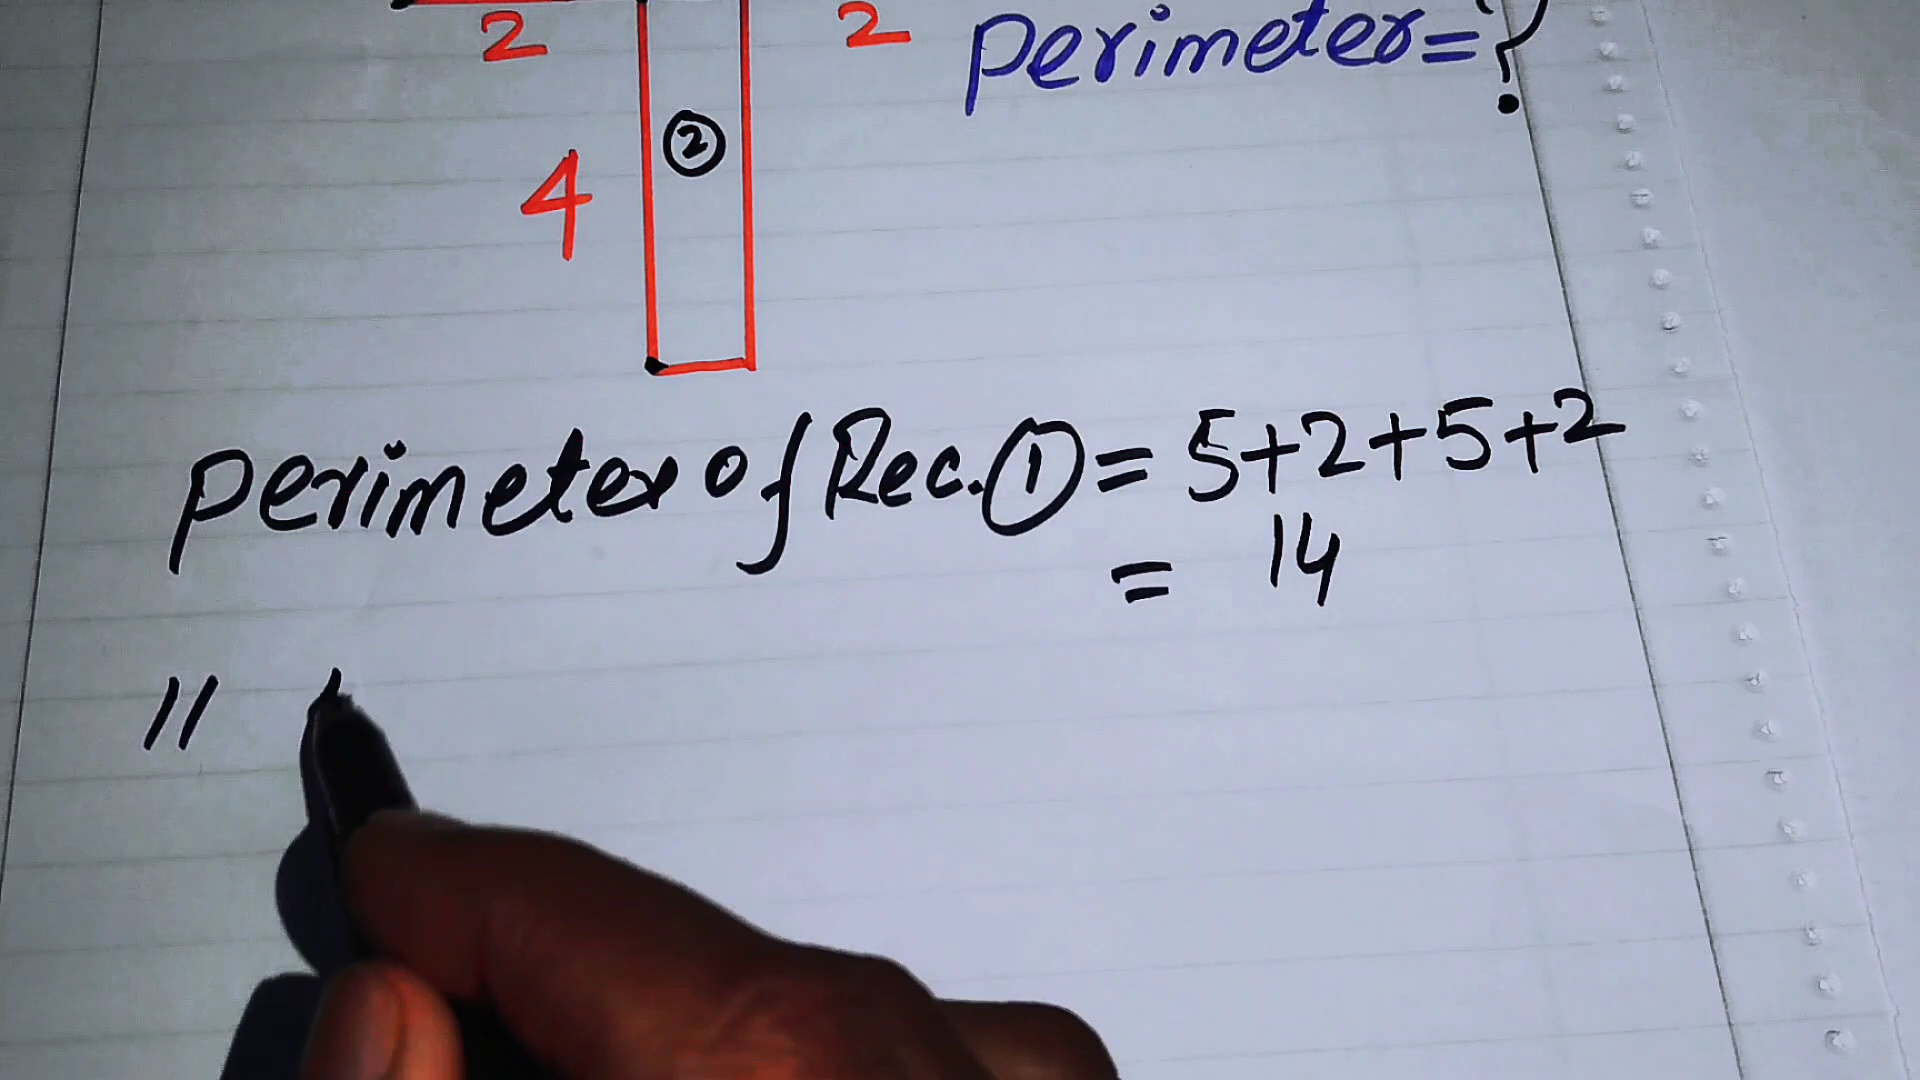 2 2 perimeter=?
②
4
perimeter of Rec.① = 5+2+5+2
= 14
"